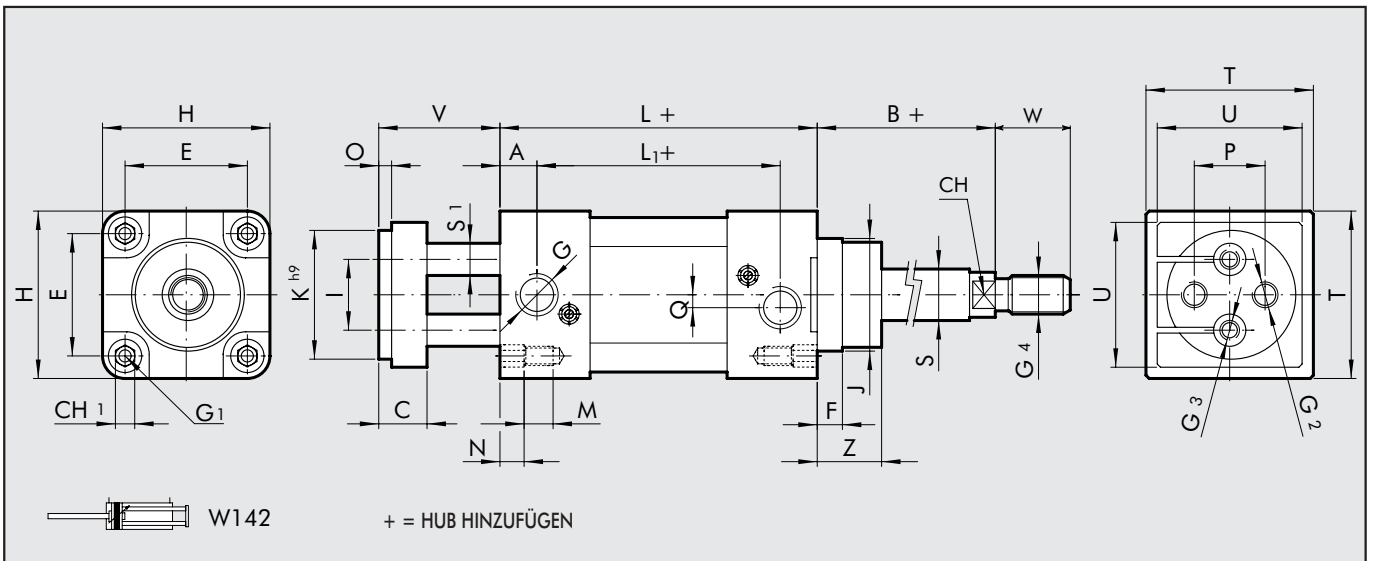 H
E
H
E
CH 1
G1
V
L +
B +
W
O
A
L1+
CH
S 1
G
K h9
I
Q
S
J
G 4
C
N
M
F
Z
T
U
P
U
T
G 3
G 2
W142
+ = HUB HINZUFÜGEN